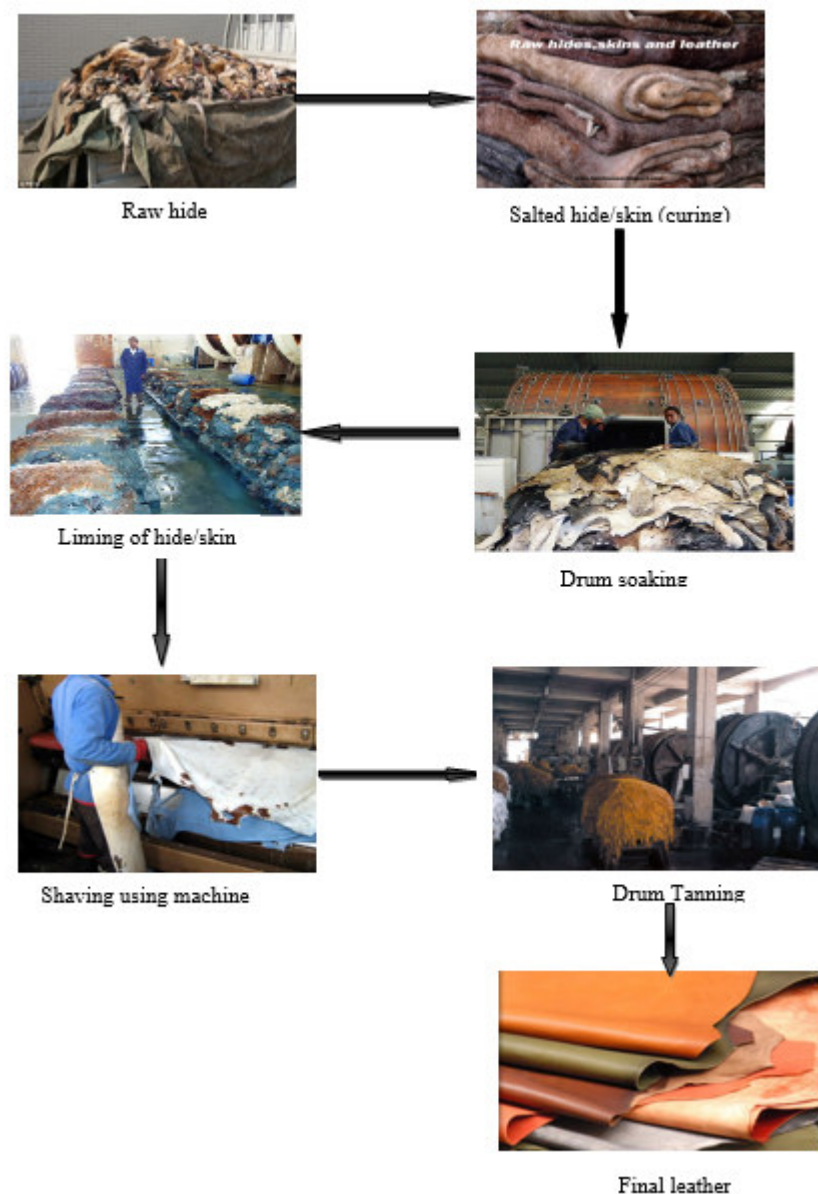 Raw hides,skins and leather
Raw hide
Salted hide/skin (curing)
Liming of hide/skin
Drum soaking
Shaving using machine
Drum Tanning
Final leather